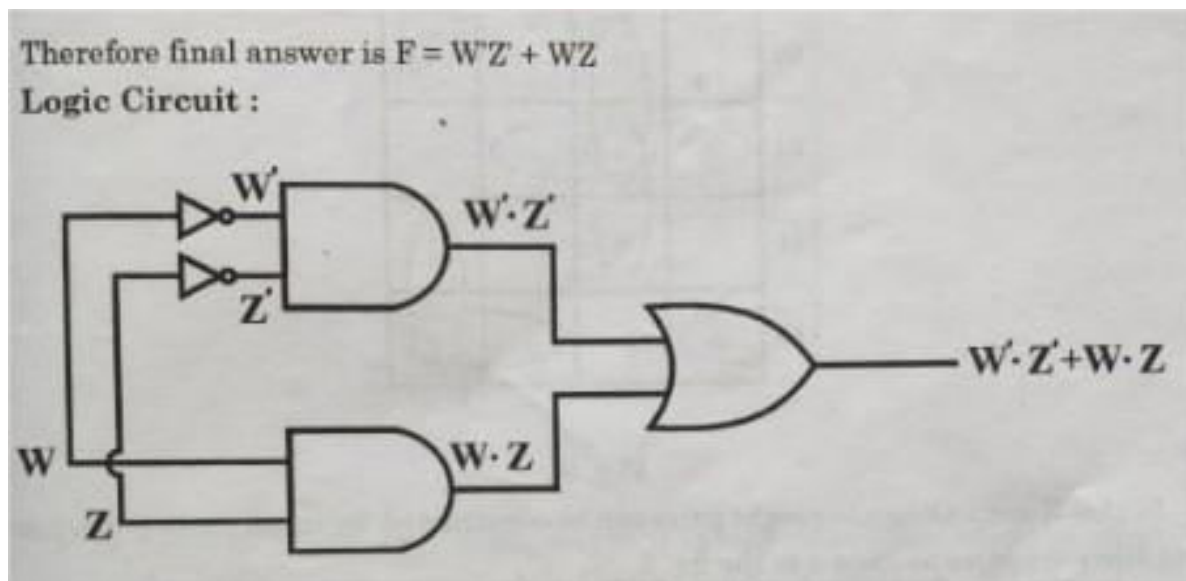 Therefore final answer is F = W'Z' + WZ
Logic Circuit :
W'
W'·Z'
Z'
W'·Z'+W·Z
W
W·Z
Z